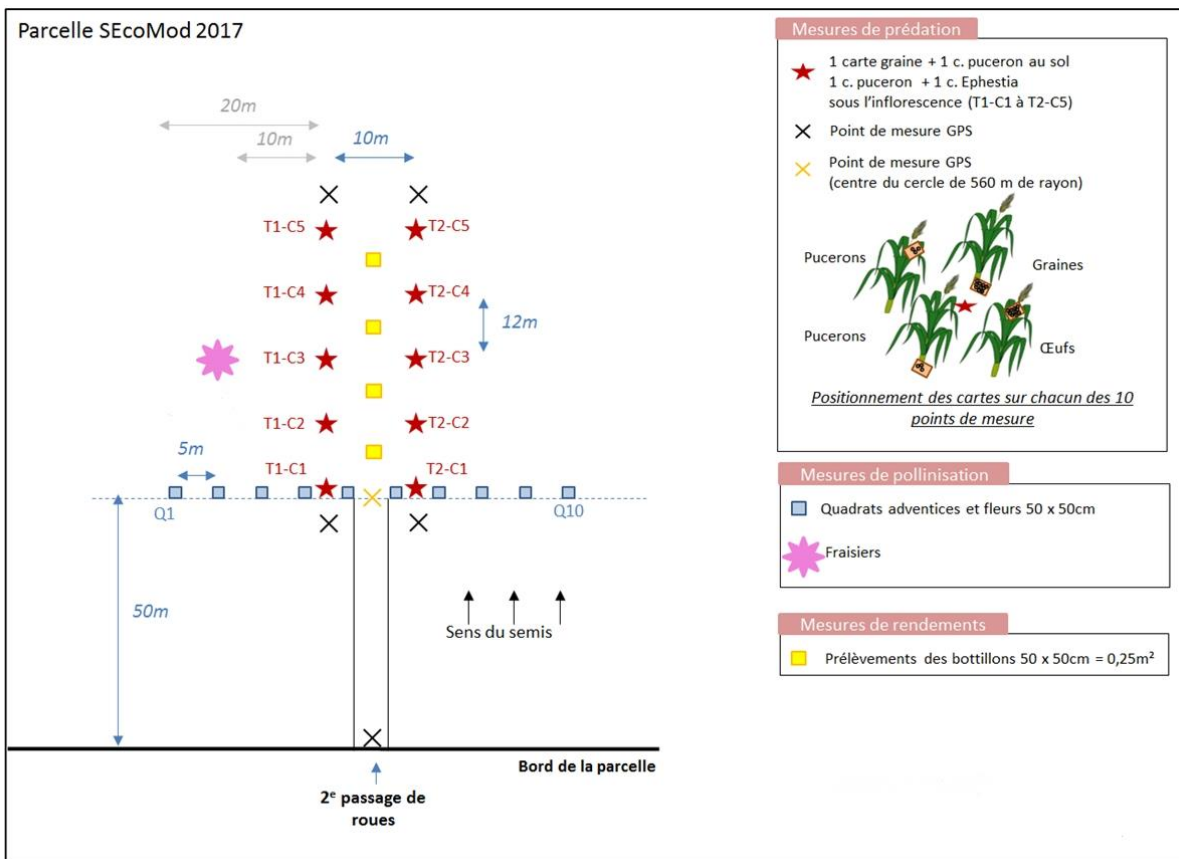 Parcelle SEcoMod 2017
20m
10m
10m
T1-C5
T2-C5
T1-C4
T2-C4
12m
T1-C3
T2-C3
T1-C2
T2-C2
5m
T1-C1
T2-C1
Q1
Q10
50m
Sens du semis
Bord de la parcelle
2e passage de
roues
Mesures de prédation
1 carte graine + 1 c. puceron au sol
1 c. puceron + 1 c. Ephestia
sous l'inflorescence (T1-C1 à T2-C5)
Point de mesure GPS
Point de mesure GPS
(centre du cercle de 560 m de rayon)
Pucerons
Graines
Pucerons
Œufs
Positionnement des cartes sur chacun des 10
points de mesure
Mesures de pollinisation
Quadrats adventices et fleurs 50 x 50cm
Fraisiers
Mesures de rendements
Prélèvements des bottillons 50 x 50cm = 0,25m²